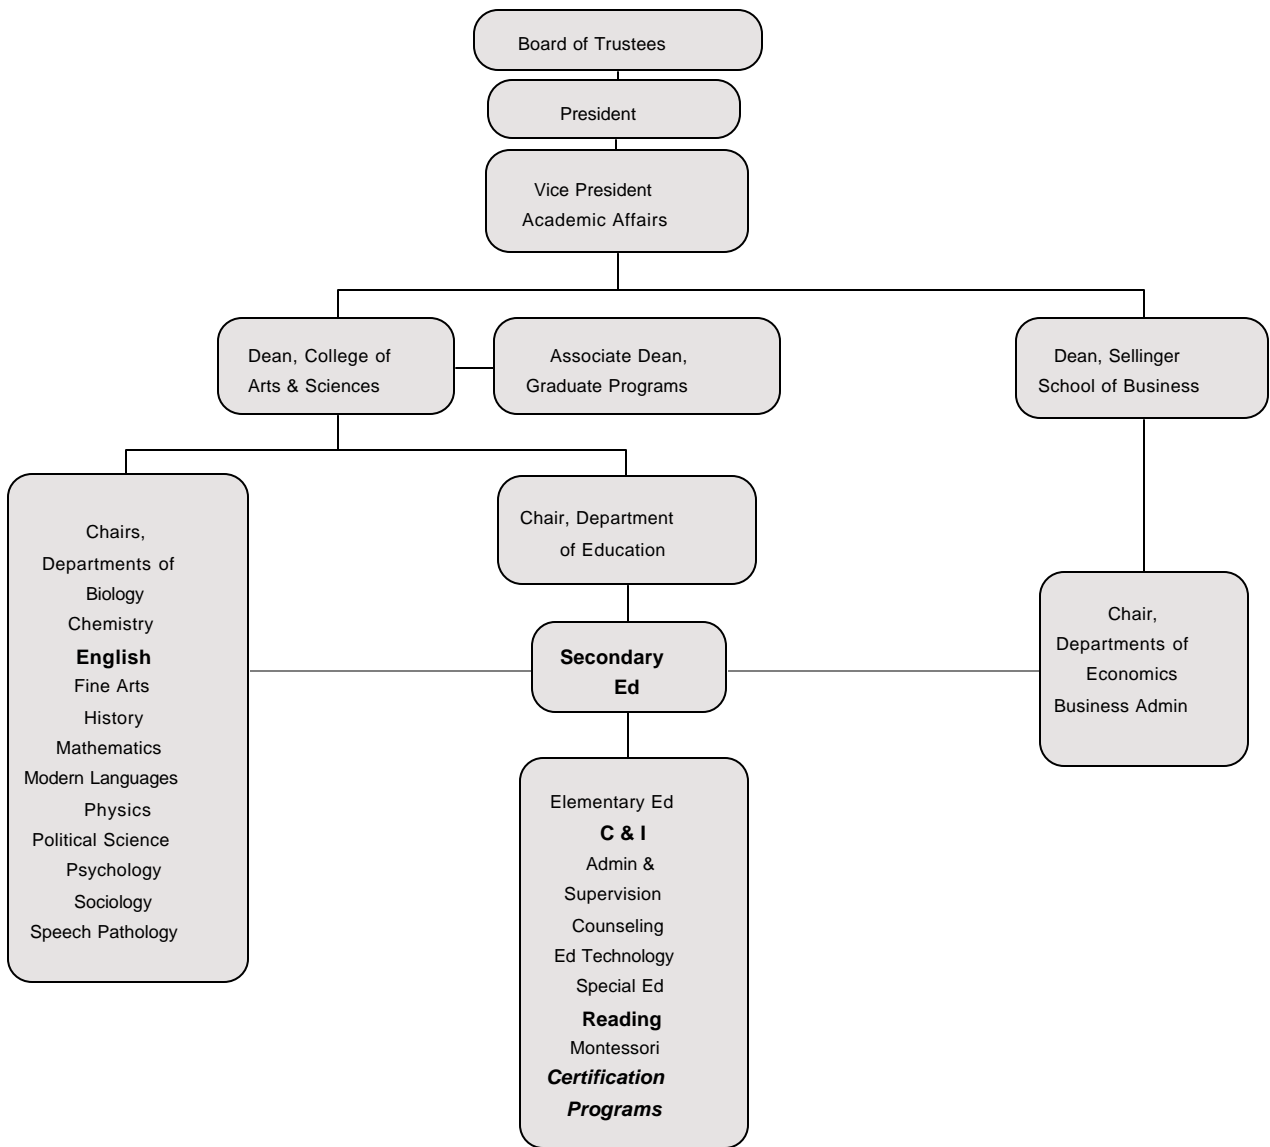 Board of Trustees
President
Vice President
Academic Affairs
Dean, College of
Arts & Sciences
Associate Dean,
Graduate Programs
Dean, Sellinger
School of Business
Chairs,
Departments of
Biology
Chemistry
English
Fine Arts
History
Mathematics
Modern Languages
Physics
Political Science
Psychology
Sociology
Speech Pathology
Chair, Department
of Education
Secondary
Ed
Elementary Ed
C & I
Admin &
Supervision
Counseling
Ed Technology
Special Ed
Reading
Montessori
Certification
Programs
Chair,
Departments of
Economics
Business Admin